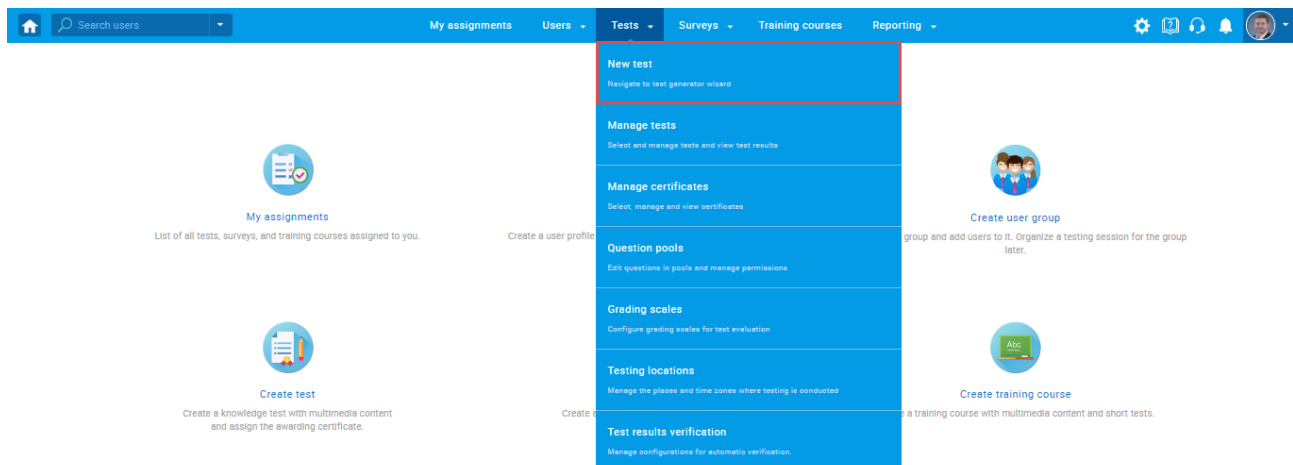 Search users
My assignments Users Tests Surveys Training courses Reporting
New test
Navigate to test generator wizard
Manage tests
Select and manage tests and view test results
Manage certificates
Select, manage and view certificates
Question pools
Edit questions in pools and manage permissions
Grading scales
Configure grading scales for test evaluation
Testing locations
Manage the places and time zones where testing is conducted
Test results verification
Manage configurations for automatic verification.
My assignments
List of all tests, surveys, and training courses assigned to you.
Create a user profile
Create user group
group and add users to it. Organize a testing session for the group
later.
Create test
Create a knowledge test with multimedia content
and assign the awarding certificate.
Create
Abc
Create training course
a training course with multimedia content and short tests.